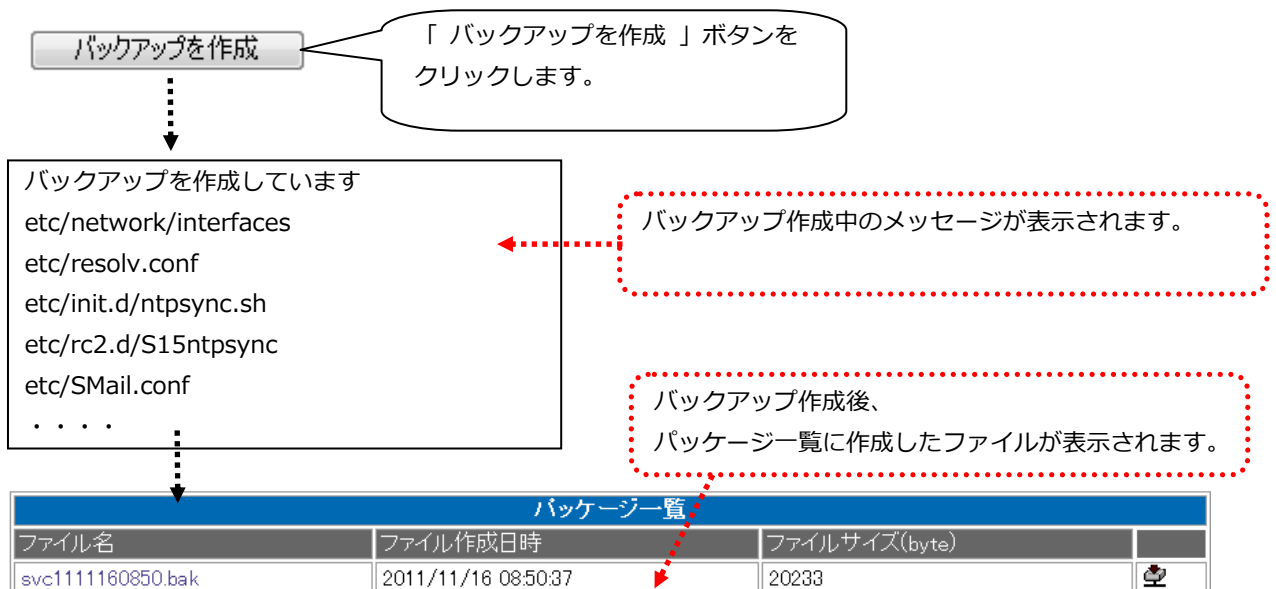 バックアップを作成
「 バックアップを作成 」ボタンを
クリックします。
バックアップを作成しています
etc/network/interfaces
etc/resolv.conf
etc/init.d/ntpsync.sh
etc/rc2.d/S15ntpsync
etc/SMail.conf
・・・・
バックアップ作成中のメッセージが表示されます。
バックアップ作成後、
パッケージ一覧に作成したファイルが表示されます。
パッケージ一覧
ファイル名 ファイル作成日時 ファイルサイズ(byte)
svc1111160850.bak 2011/11/16 08:50:37 20233